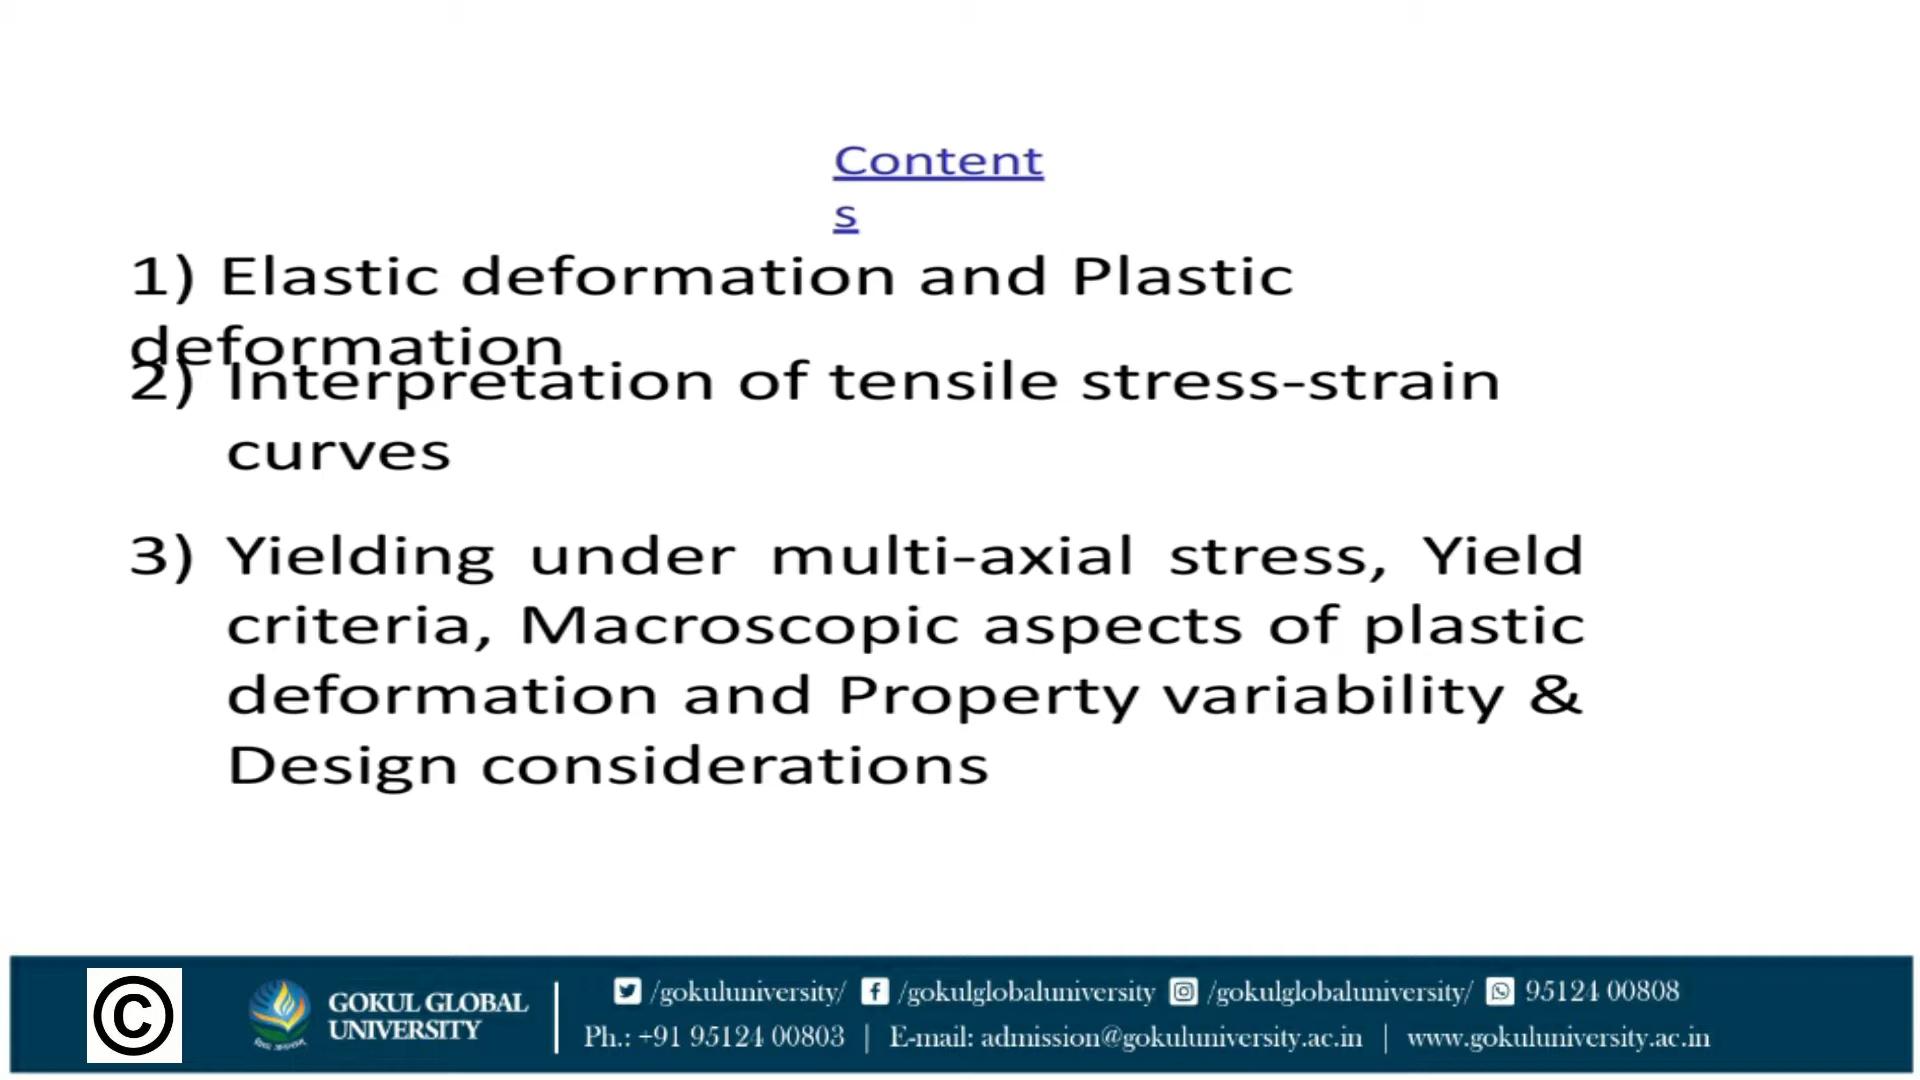 Content
s
1) Elastic deformation and Plastic
deformation
2) Interpretation of tensile stress-strain
curves
3) Yielding under multi-axial stress, Yield
criteria, Macroscopic aspects of plastic
deformation and Property variability &
Design considerations
©
GOKUL GLOBAL
UNIVERSITY
/gokuluniversity/ /gokulglobaluniversity /gokulglobaluniversity/ 95124 00808
Ph.: +91 95124 00803 | E-mail: admission@gokuluniversity.ac.in | www.gokuluniversity.ac.in